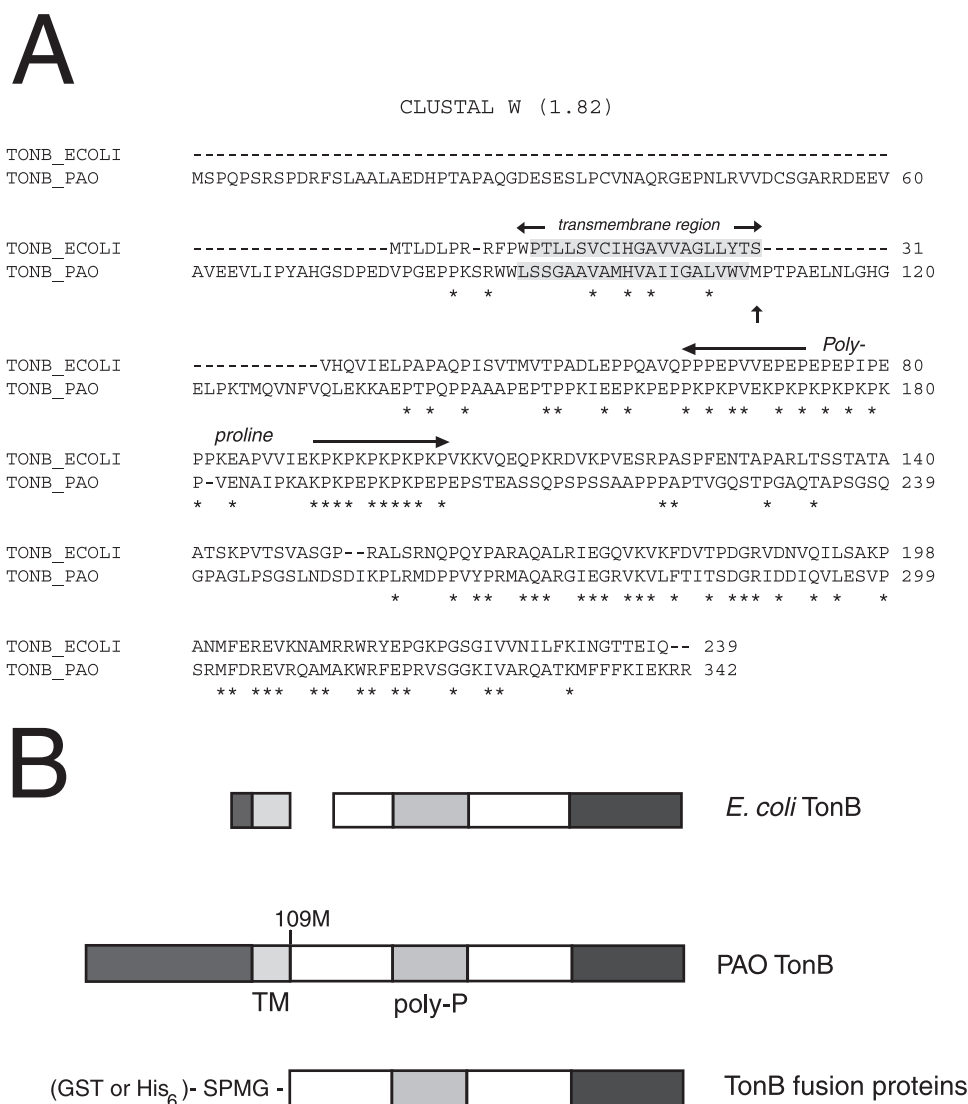 A
CLUSTAL W (1.82)
TONB_ECOLI ------------------------------------------------------------
TONB_PAO MSPQPSRSPDRFSLAALAEDHPTAPAQGDESESLPCVNAQRGEPNLRVVDCSGARRDEEV 60
transmembrane region
TONB_ECOLI -----------------MTLDLPR-RFPWPTLLSVCIHGAVVAGLLYTS----------- 31
TONB_PAO AVEEVLIPYAHGSDPEDVPGEPPKSRWWLSSGAAVAMHVAIIGALVWVMPTPAELNLGHG 120
* * * * * *
Poly-
TONB_ECOLI -----------VHQVIELPAPAQPISVTMVTPADLEPPQAVQPPPEPVVEPEPEPEPIPE 80
TONB_PAO ELPKTMQVNFVQLEKKAEPTPQPPAAAPEPTPPKIEEPKPEPPKPKPVEKPKPKPKPKPK 180
* * * ** * * * * ** * * * * *
proline
TONB_ECOLI PPKEAPVVIEKPKPKPKPKPKPVKKVQEQPKRDVKPVESRPASPFENTAPARLTSSTATA 140
TONB_PAO P-VENAIPKAKPKPEPKPKPEPEPSTEASSQPSPSSAAPPPAPTVGQSTPGAQTAPSGSQ 239
* * **** ***** * ** * *
TONB_ECOLI ATSKPVTSVASGP--RALSRNQPQYPARAQALRIEGQVKVKFDVTPDGRVDNVQILSAKP 198
TONB_PAO GPAGLPSGSLNDSDIKPLRMDPPVYPRMAQARGIEGRVKVLFTITSDGRIDDIQVLESVP 299
* * ** *** *** *** * * *** * * * *
TONB_ECOLI ANMFEREVKNAMRRWRYEPGKPGSGIVVNILFKINGTTEIQ-- 239
TONB_PAO SRMFDREVRQAMAKWRFEPRVSGGKIVARQATKMFFFKIEKRR 342
** *** ** ** ** * ** *
B
E. coli TonB
109M
PAO TonB
TM poly-P
(GST or His6)- SPMG - TonB fusion proteins